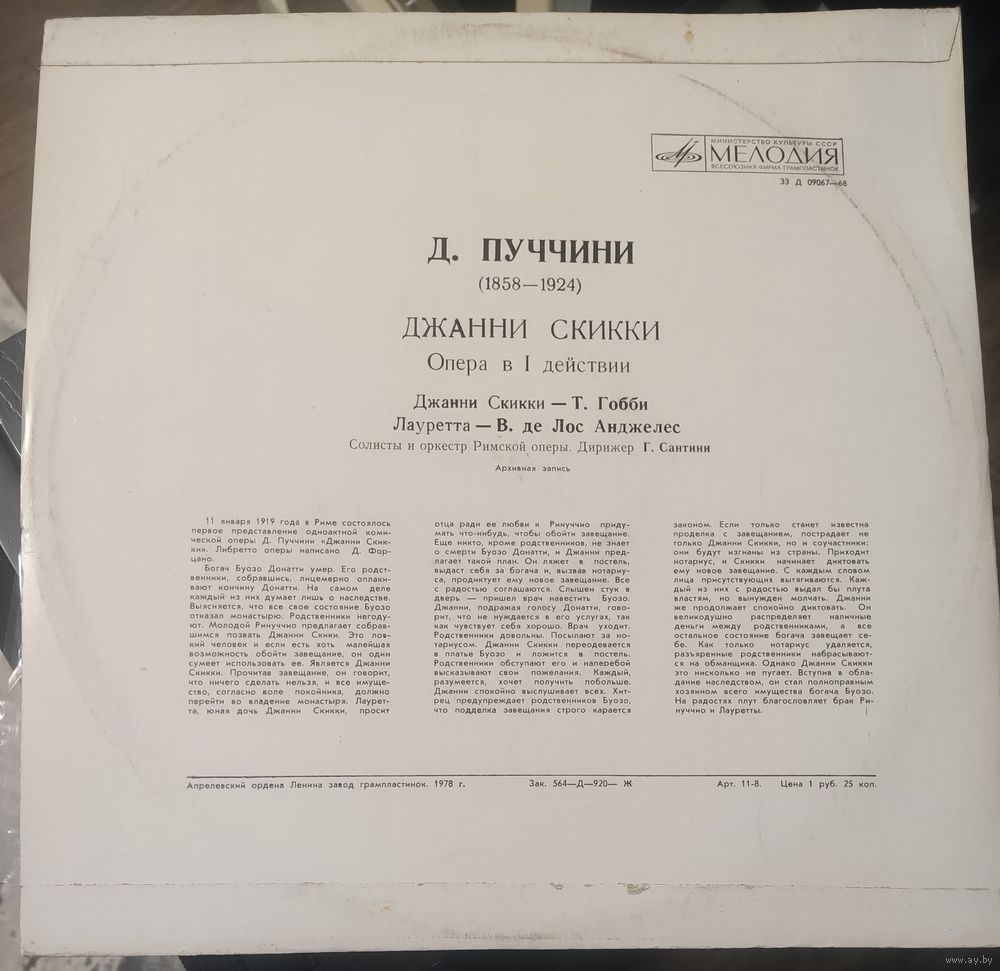 МИНИСТЕРСТВО КУЛЬТУРЫ СССР
МЕЛОДИЯ
ВСЕСОЮЗНАЯ ФИРМА ГРАМПЛАСТИНОК
33 Д 09067—68
Д. ПУЧЧИНИ
(1858—1924)
ДЖАННИ СКИККИ
Опера в I действии
Джанни Скикки — Т. Гобби
Лауретта — В. де Лос Анджелес
Солисты и оркестр Римской оперы. Дирижер Г. Сантини
Архивная запись
11 января 1919 года в Риме состоялось
первое представление одноактной коми-
ческой оперы Д. Пуччини «Джанни Скик-
ки». Либретто оперы написано Д. Фор-
цано.
Богач Буозо Донатти умер. Его родст-
венники, собравшись, лицемерно оплаки-
вают кончину Донатти. На самом деле
каждый из них думает лишь о наследстве.
Выясняется, что все свое состояние Буозо
отказал монастырю. Родственники негоду-
ют. Молодой Ринуччио предлагает собрав-
шимся позвать Джанни Скики. Это лов-
кий человек и если есть хоть малейшая
возможность обойти завещание, он один
сумеет использовать ее. Является Джанни
Скикки. Прочитав завещание, он говорит,
что ничего сделать нельзя, и все имуще-
ство, согласно воле покойника, должно
перейти во владение монастыря. Лаурет-
та, юная дочь Джанни Скикки, просит
отца ради ее любви к Ринуччио приду-
мать что-нибудь, чтобы обойти завещание.
Еще никто, кроме родственников, не знает
о смерти Буозо Донатти, и Джанни пред-
лагает такой план. Он ляжет в постель,
выдаст себя за богача и, вызвав нотариу-
са, продиктует ему новое завещание. Все
с радостью соглашаются. Слышен стук в
дверь — пришел врач навестить Буозо.
Джанни, подражая голосу Донатти, гово-
рит, что не нуждается в его услугах, так
как чувствует себя хорошо. Врач уходит.
Родственники довольны. Посылают за но-
тариусом. Джанни Скикки переодевается
в платье Буозо и ложится в постель.
Родственники обступают его и наперебой
высказывают свои пожелания. Каждый,
разумеется, хочет получить побольше.
Джанни спокойно выслушивает всех. Хит-
рец предупреждает родственников Буозо,
что подделка завещания строго карается
законом. Если только станет известна
проделка с завещанием, пострадает не
только Джанни Скикки, но и соучастники:
они будут изгнаны из страны. Приходит
нотариус, и Скикки начинает диктовать
ему новое завещание. С каждым словом
лица присутствующих вытягиваются. Каж-
дый из них с радостью выдал бы плута
властям, но вынужден молчать. Джанни
же продолжает спокойно диктовать. Он
великодушно распределяет наличные
деньги между родственниками, а все
остальное состояние богача завещает се-
бе. Как только нотариус удаляется,
разъяренные родственники набрасывают-
ся на обманщика. Однако Джанни Скикки
это нисколько не пугает. Вступив в обла-
дание наследством, он стал полноправным
хозяином всего имущества богача Буозо.
На радостях плут благословляет брак Ри-
нуччио и Лауретты.
Апрелевский ордена Ленина завод грампластинок. 1978 г. Зак. 564—Д—920— Ж Арт. 11-8. Цена 1 руб. 25 коп.
www.ay.by